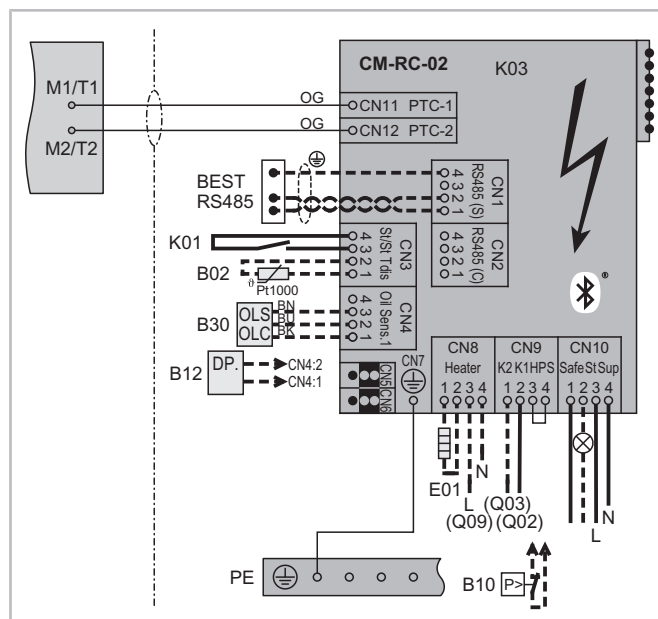 CM-RC-02
K03
M1/T1
OG
CN11 PTC-1
OG
CN12 PTC-2
M2/T2
BEST
RS485
4 3 2 1
RS485 (S)
CN1
K01
4 3 2 1
St/St Tdis
CN3
4 3 2 1
RS485 (C)
CN2
B02
ϑ
Pt1000
B30
OLS
OLC
BN
BU
BK
4 3 2 1
Oil Sens.1
CN4
®
B12
DP.
CN4:2
CN4:1
CN5
CN6
CN7
CN8
Heater
1 2 3 4
CN9
K2 K1 HPS
1 2 3 4
CN10
Safe St Sup
1 2 3 4
E01
N
L
(Q09)
(Q03)
(Q02)
N
L
PE
B10
P>